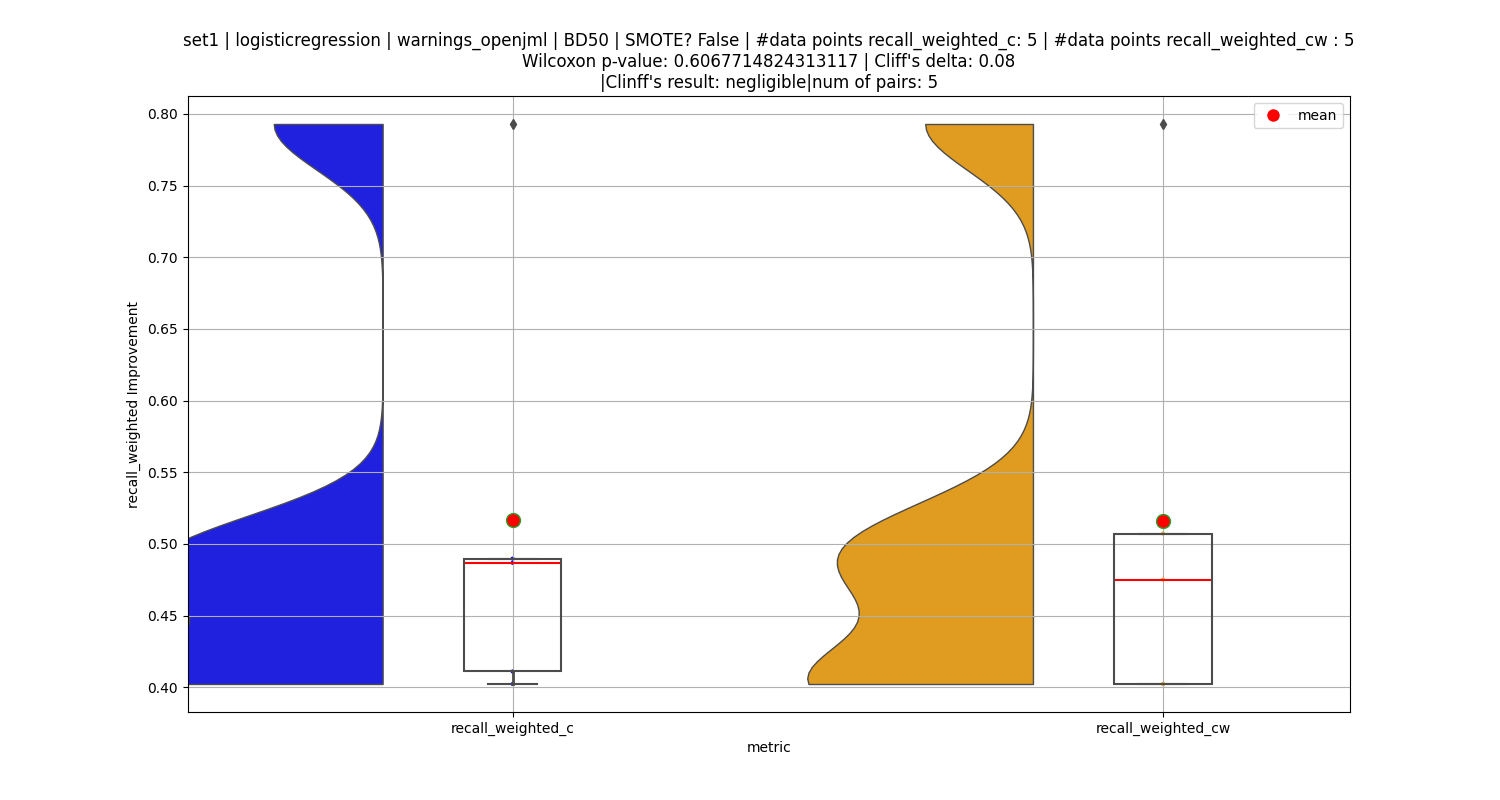 set1 | logisticregression | warnings_openjml | BD50 | SMOTE? False | #data points recall_weighted_c: 5 | #data points recall_weighted_cw : 5
Wilcoxon p-value: 0.6067714824313117 | Cliff's delta: 0.08
|Clinff's result: negligible|num of pairs: 5
mean
0.80
0.75
0.70
0.65
0.60
0.55
0.50
0.45
0.40
recall_weighted Improvement
recall_weighted_c
recall_weighted_cw
metric